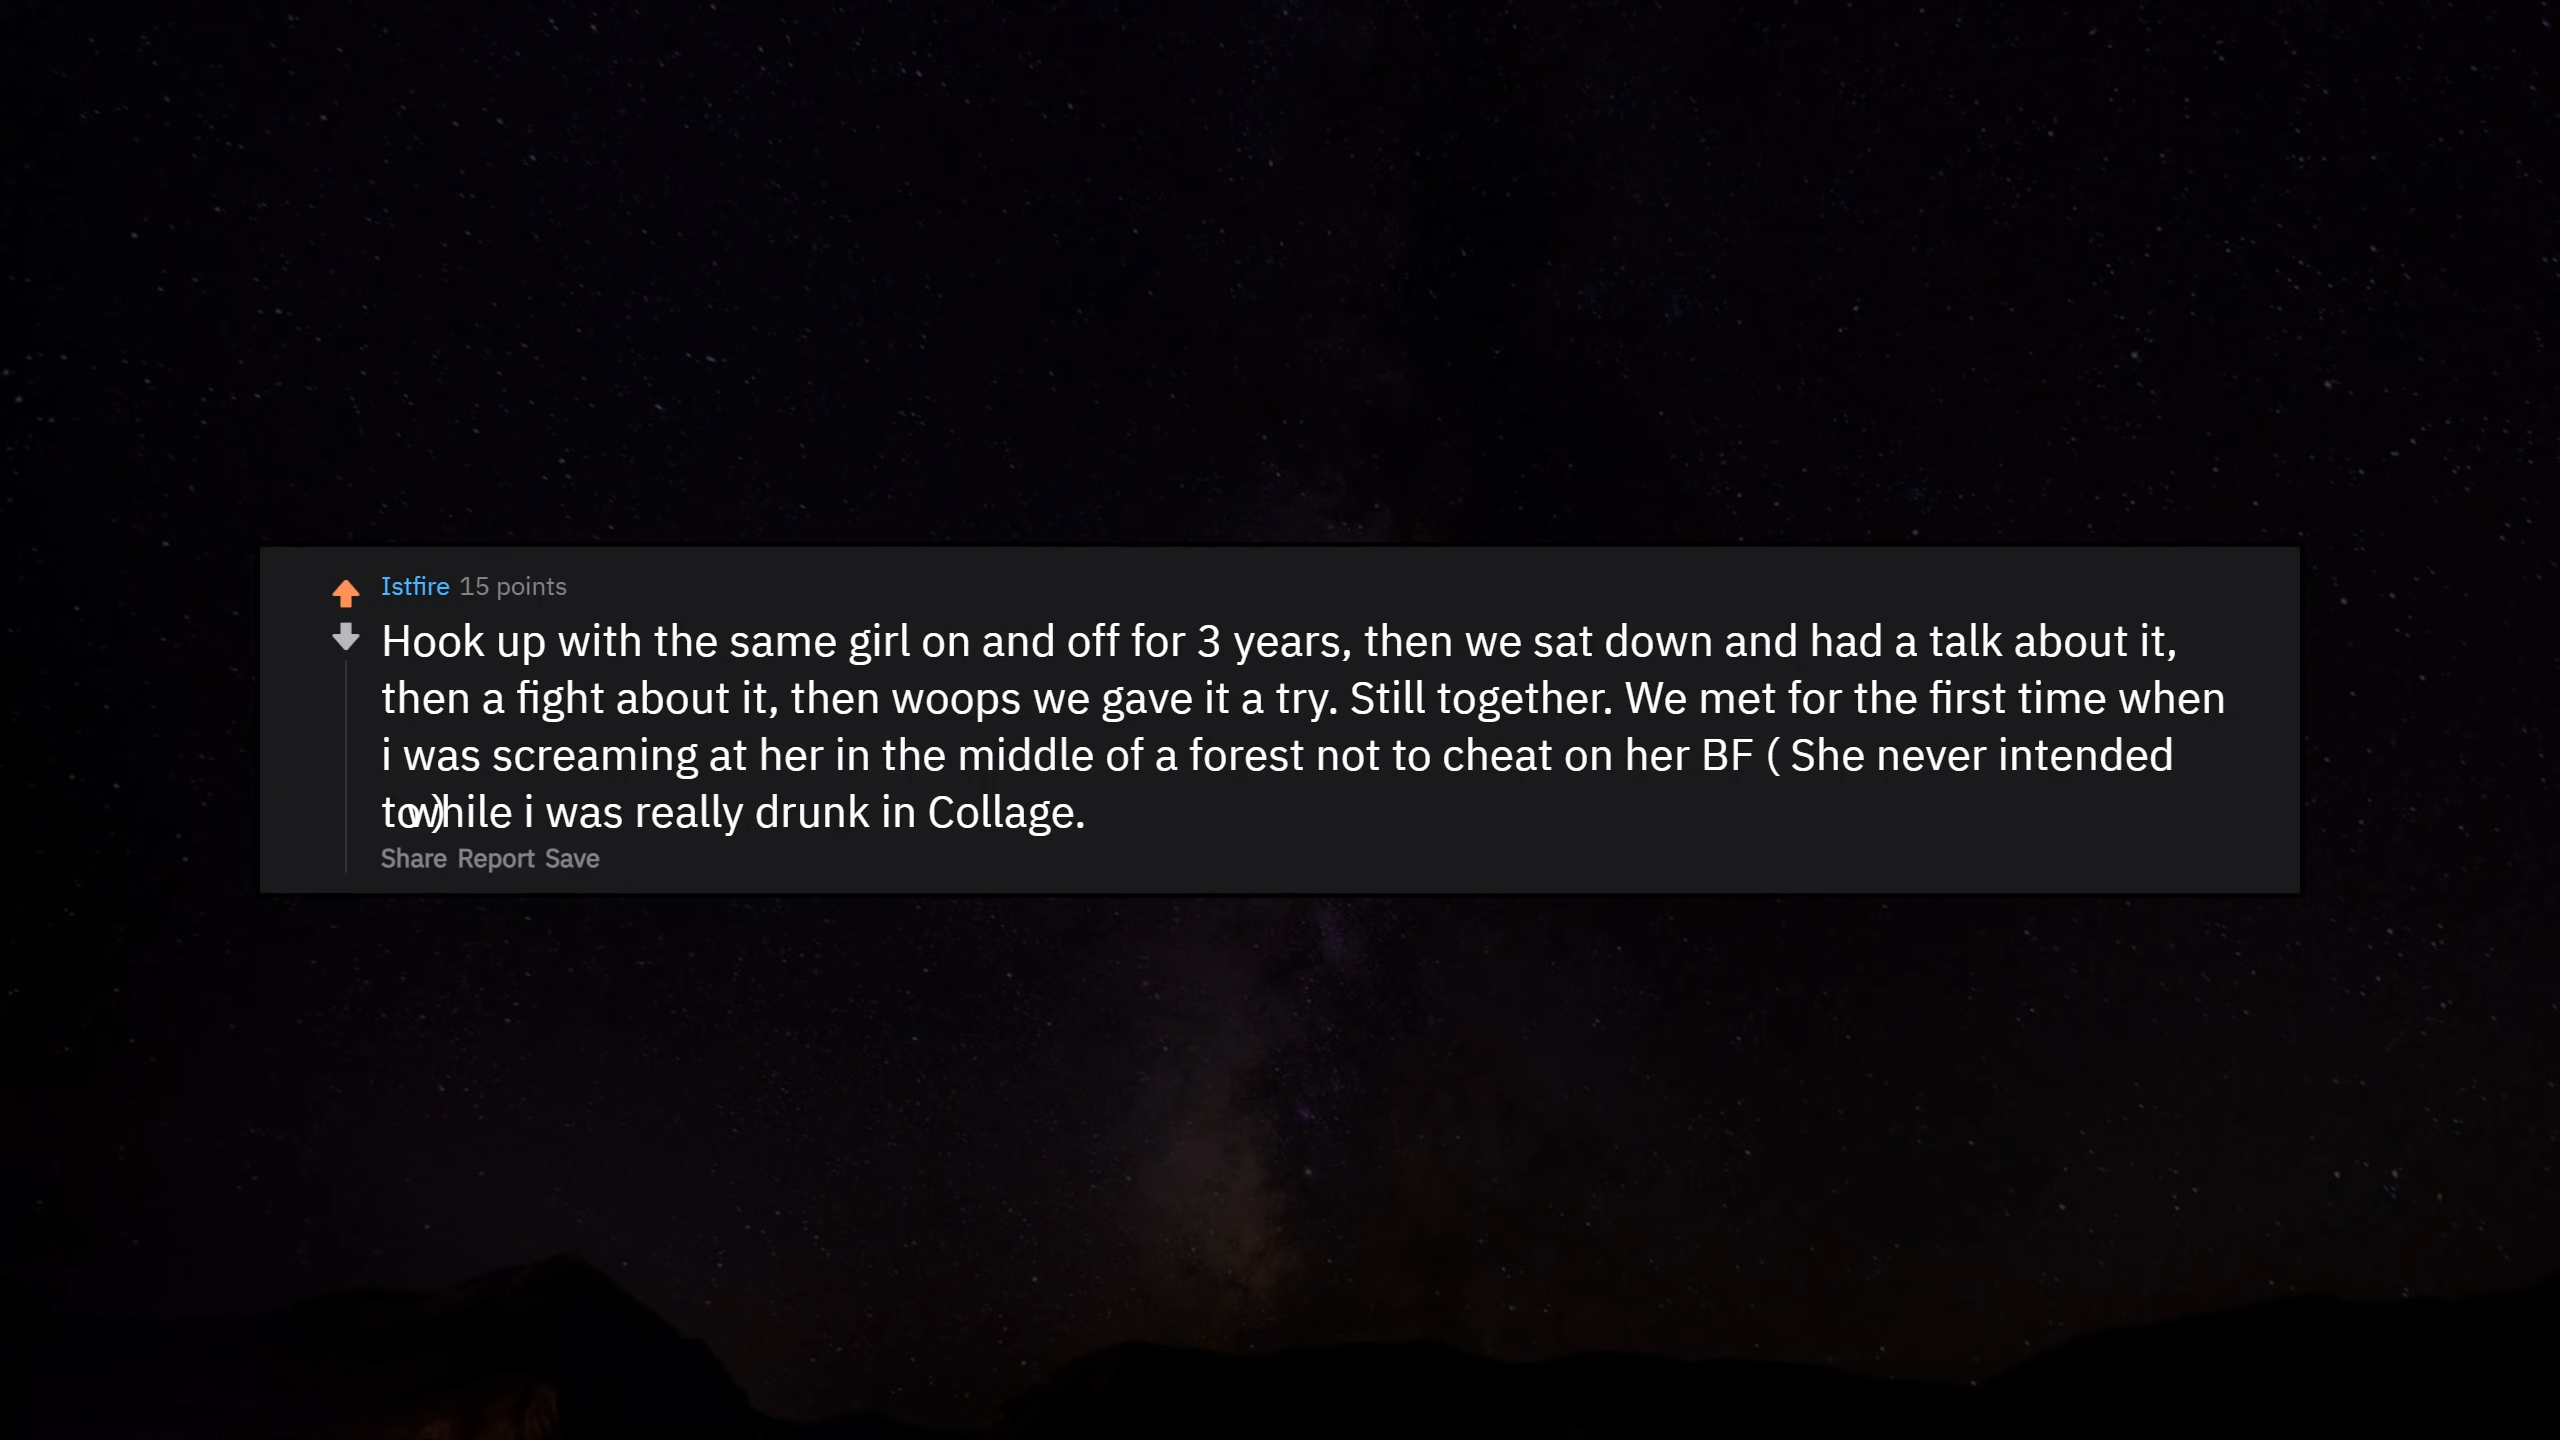 Istfire 15 points
Hook up with the same girl on and off for 3 years, then we sat down and had a talk about it,
then a fight about it, then woops we gave it a try. Still together. We met for the first time when
i was screaming at her in the middle of a forest not to cheat on her BF ( She never intended
to ) while i was really drunk in Collage.
Share Report Save